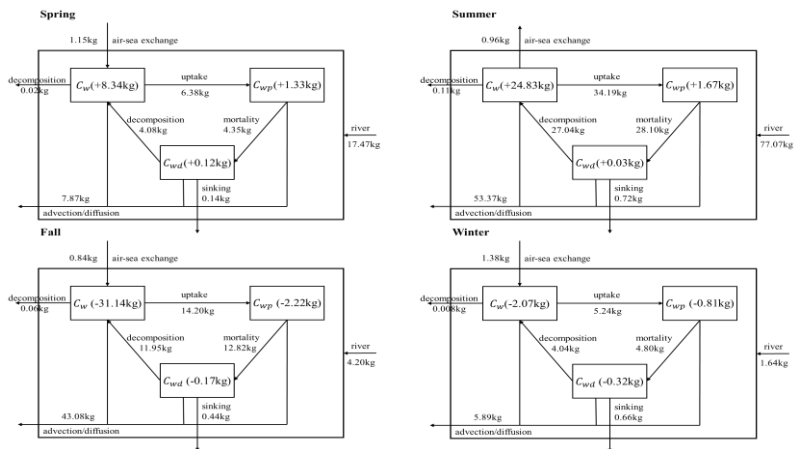 Spring
1.15kg air-sea exchange
decomposition
0.02kg
C_w(+8.34kg)
uptake
6.38kg
C_wp(+1.33kg)
decomposition
4.08kg
mortality
4.35kg
river
17.47kg
C_wd(+0.12kg)
sinking
0.14kg
7.87kg
advection/diffusion
Summer
0.96kg air-sea exchange
decomposition
0.11kg
C_w(+24.83kg)
uptake
34.19kg
C_wp(+1.67kg)
decomposition
27.04kg
mortality
28.10kg
river
77.07kg
C_wd(+0.03kg)
sinking
0.72kg
53.37kg
advection/diffusion
Fall
0.84kg air-sea exchange
decomposition
0.06kg
C_w (-31.14kg)
uptake
14.20kg
C_wp (-2.22kg)
decomposition
11.95kg
mortality
12.82kg
river
4.20kg
C_wd (-0.17kg)
sinking
0.44kg
43.08kg
advection/diffusion
Winter
1.38kg air-sea exchange
decomposition
0.008kg
C_w(-2.07kg)
uptake
5.24kg
C_wp (-0.81kg)
decomposition
4.04kg
mortality
4.80kg
river
1.64kg
C_wd (-0.32kg)
sinking
0.66kg
5.89kg
advection/diffusion